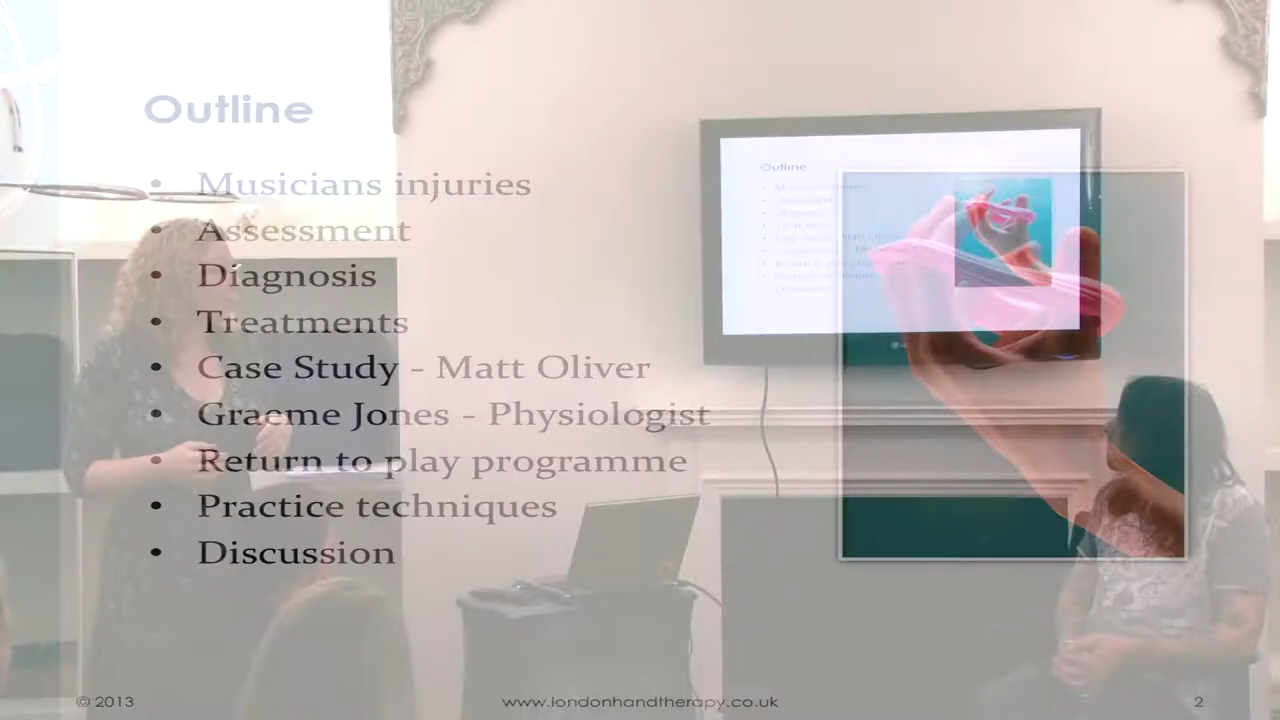 Outline
• Musicians injuries
• Assessment
• Diagnosis
• Treatments
• Case Study - Matt Oliver
• Graeme Jones - Physiologist
• Return to play programme
• Practice techniques
• Discussion
Outline
© 2013
www.londonhandtherapy.co.uk
2